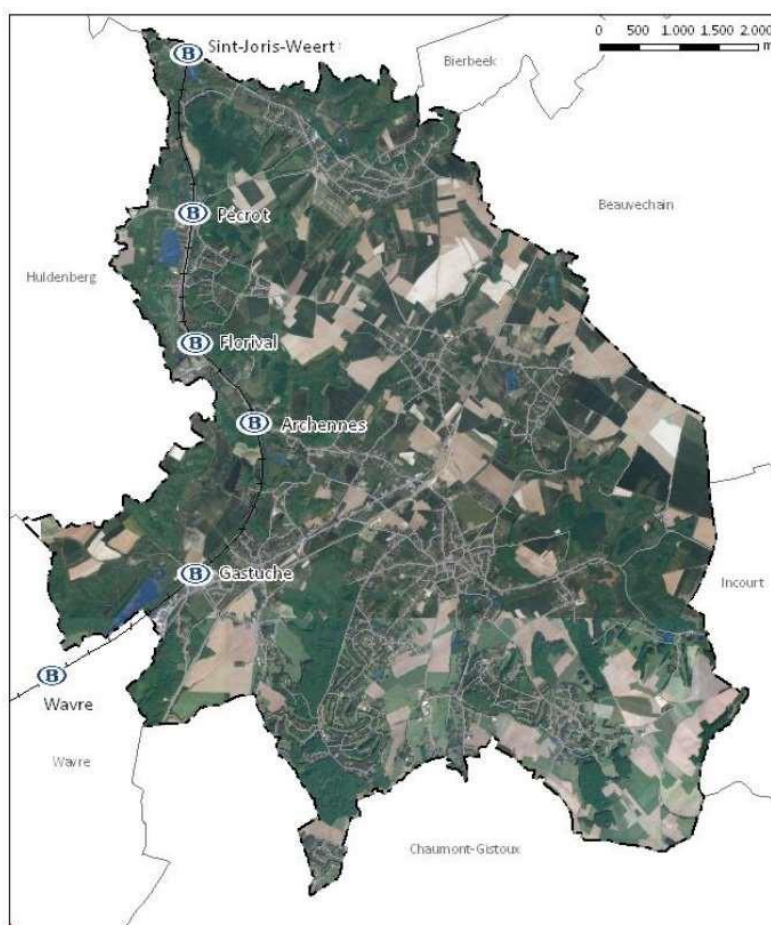 B Sint-Joris-Weert
0 500 1.000 1.500 2.000
m
Bierbeek
Beauvechain
B Pécrot
Huldenberg
B Florival
B Archennes
B Gastuche
Incourt
B
Wavre
Wavre
Chaumont-Gistoux